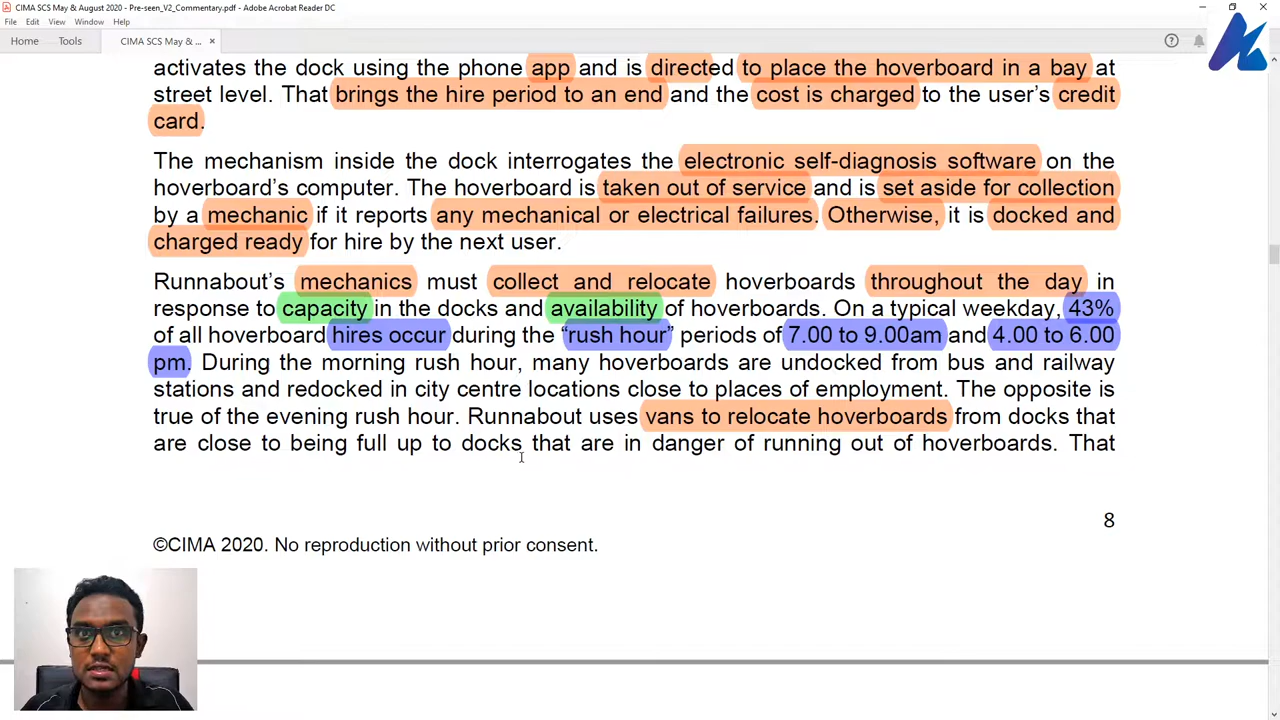 CIMA SCS May & August 2020 - Pre-seen_V2_Commentary.pdf - Adobe Acrobat Reader DC
File Edit View Window Help
Home Tools CIMA SCS May & ... ×
activates the dock using the phone app and is directed to place the hoverboard in a bay at
street level. That brings the hire period to an end and the cost is charged to the user's credit
card.
The mechanism inside the dock interrogates the electronic self-diagnosis software on the
hoverboard's computer. The hoverboard is taken out of service and is set aside for collection
by a mechanic if it reports any mechanical or electrical failures. Otherwise, it is docked and
charged ready for hire by the next user.
Runnabout's mechanics must collect and relocate hoverboards throughout the day in
response to capacity in the docks and availability of hoverboards. On a typical weekday, 43%
of all hoverboard hires occur during the "rush hour" periods of 7.00 to 9.00am and 4.00 to 6.00
pm. During the morning rush hour, many hoverboards are undocked from bus and railway
stations and redocked in city centre locations close to places of employment. The opposite is
true of the evening rush hour. Runnabout uses vans to relocate hoverboards from docks that
are close to being full up to docks that are in danger of running out of hoverboards. That
8
©CIMA 2020. No reproduction without prior consent.